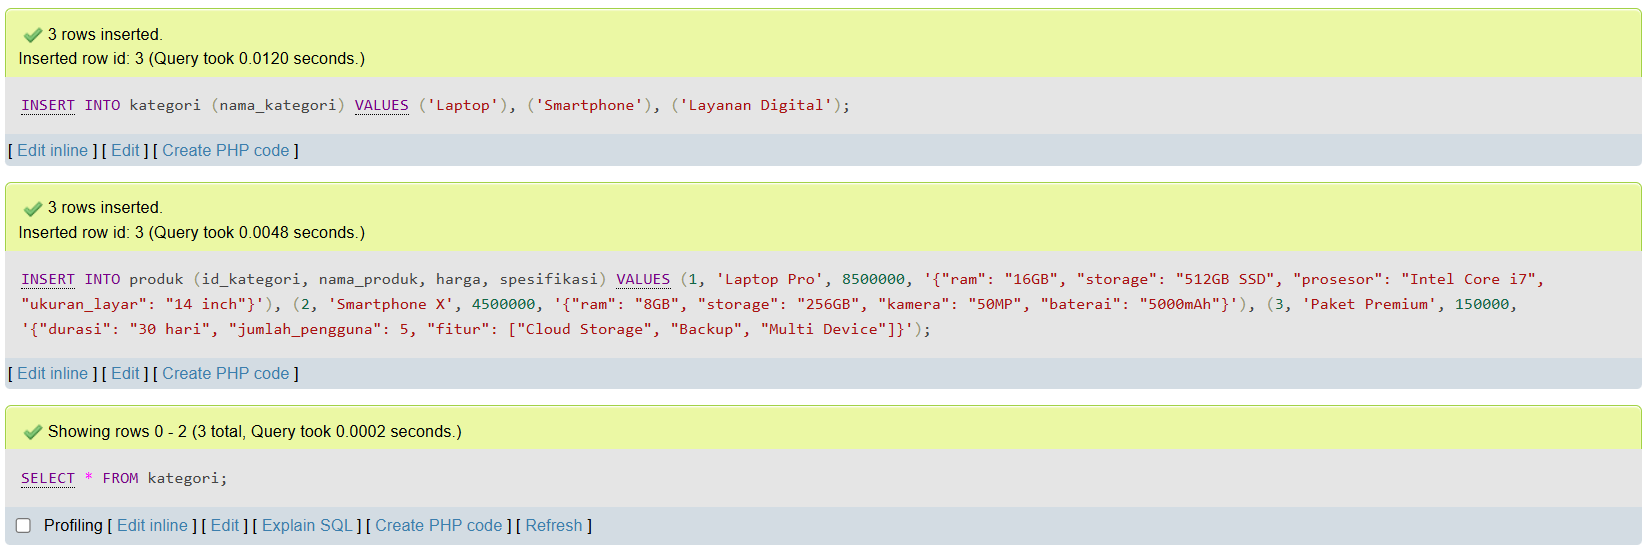 3 rows inserted.
Inserted row id: 3 (Query took 0.0120 seconds.)
INSERT INTO kategori (nama_kategori) VALUES ('Laptop'), ('Smartphone'), ('Layanan Digital');
[ Edit inline ] [ Edit ] [ Create PHP code ]
3 rows inserted.
Inserted row id: 3 (Query took 0.0048 seconds.)
INSERT INTO produk (id_kategori, nama_produk, harga, spesifikasi) VALUES (1, 'Laptop Pro', 8500000, '{"ram": "16GB", "storage": "512GB SSD", "prosesor": "Intel Core i7",
"ukuran_layar": "14 inch"}'), (2, 'Smartphone X', 4500000, '{"ram": "8GB", "storage": "256GB", "kamera": "50MP", "baterai": "5000mAh"}'), (3, 'Paket Premium', 150000,
'{"durasi": "30 hari", "jumlah_pengguna": 5, "fitur": ["Cloud Storage", "Backup", "Multi Device"]}');
[ Edit inline ] [ Edit ] [ Create PHP code ]
Showing rows 0 - 2 (3 total, Query took 0.0002 seconds.)
SELECT * FROM kategori;
Profiling [ Edit inline ] [ Edit ] [ Explain SQL ] [ Create PHP code ] [ Refresh ]